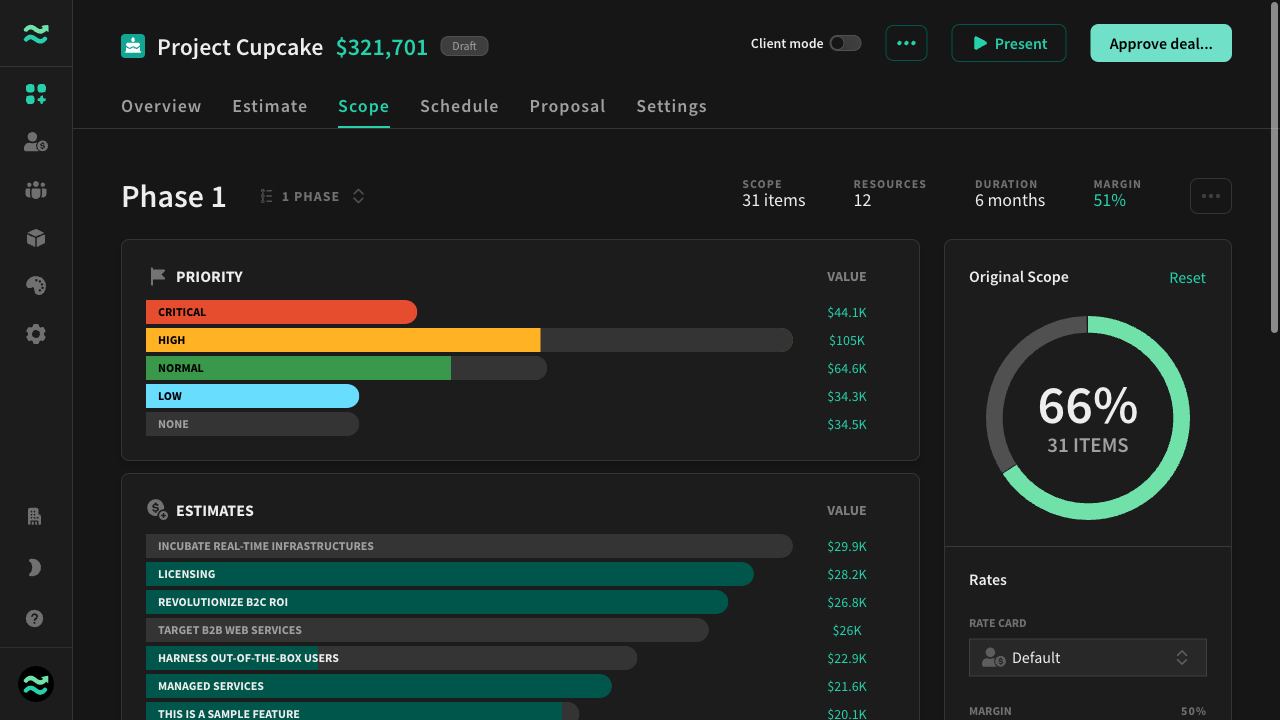 Project Cupcake $321,701 Draft
Client mode
Present
Approve deal...
Overview Estimate Scope Schedule Proposal Settings
Phase 1
1 PHASE
SCOPE
31 items
RESOURCES
12
DURATION
6 months
MARGIN
51%
PRIORITY VALUE
CRITICAL $44.1K
HIGH $105K
NORMAL $64.6K
LOW $34.3K
NONE $34.5K
ESTIMATES VALUE
INCUBATE REAL-TIME INFRASTRUCTURES $29.9K
LICENSING $28.2K
REVOLUTIONIZE B2C ROI $26.8K
TARGET B2B WEB SERVICES $26K
HARNESS OUT-OF-THE-BOX USERS $22.9K
MANAGED SERVICES $21.6K
THIS IS A SAMPLE FEATURE $20.1K
Original Scope Reset
66%
31 ITEMS
Rates
RATE CARD
Default
MARGIN 50%